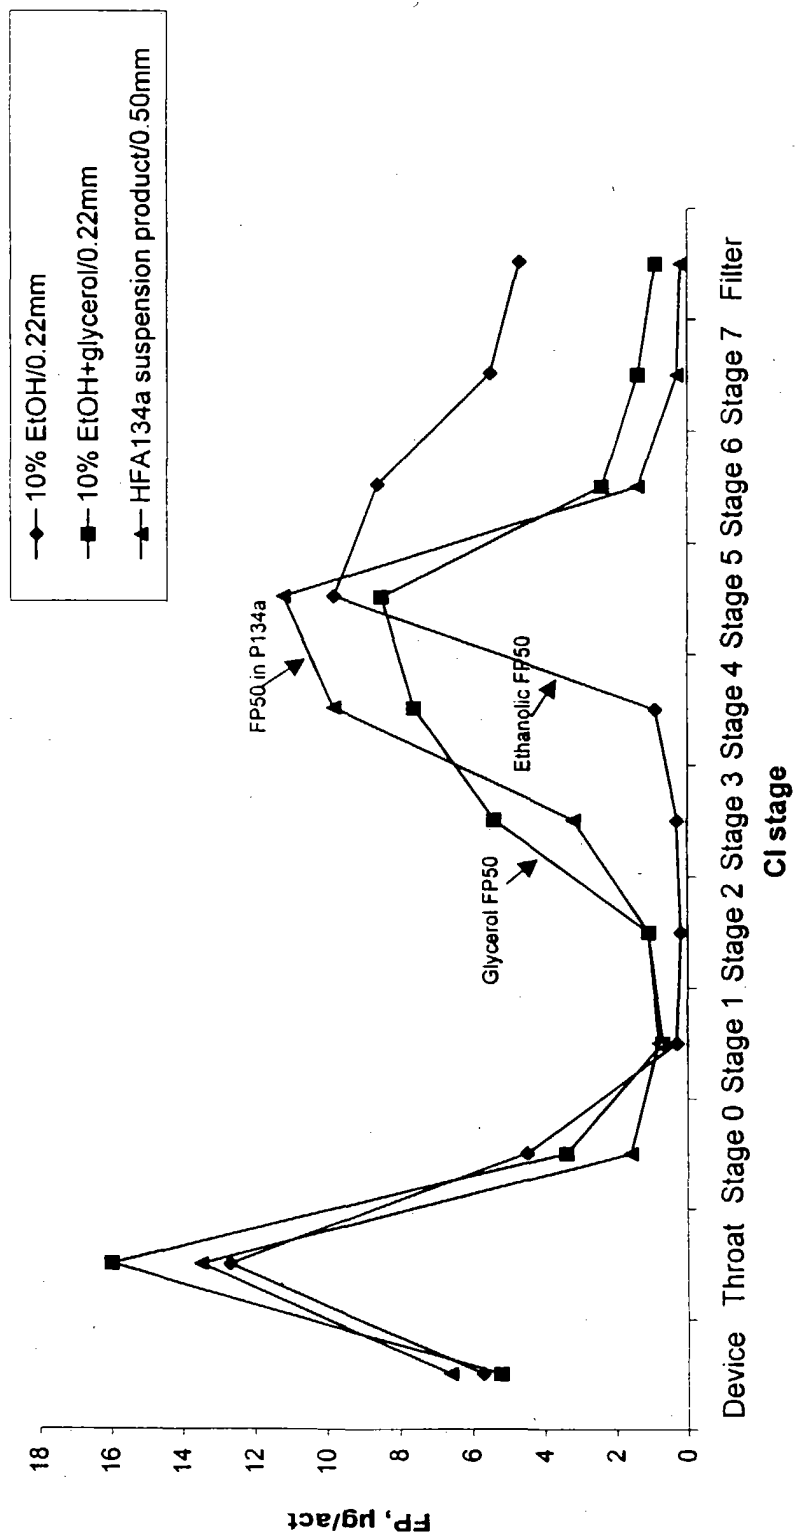 10% EtOH/0.22mm
10% EtOH+glycerol/0.22mm
HFA134a suspension product/0.50mm
FP50 in P134a
Ethanolic FP50
Glycerol FP50
18
16
14
12
10
8
6
4
2
0
FP, µg/act
Device Throat Stage 0 Stage 1 Stage 2 Stage 3 Stage 4 Stage 5 Stage 6 Stage 7 Filter
CI stage